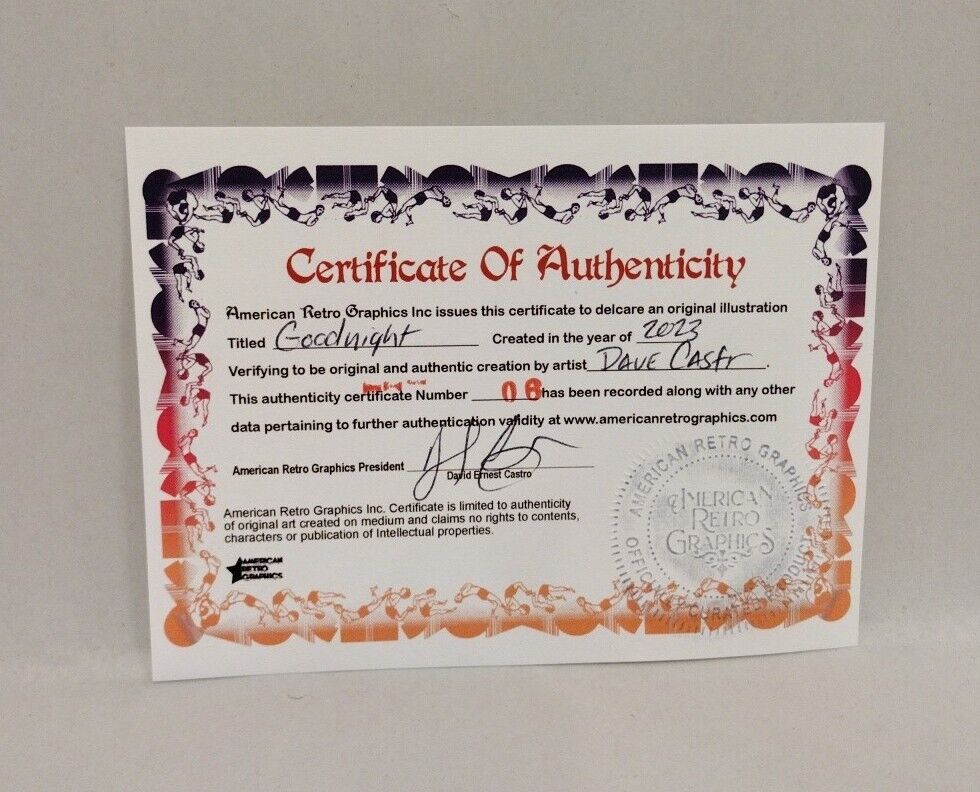 Certificate Of Authenticity
American Retro Graphics Inc issues this certificate to delcare an original illustration
Titled Goodnight Created in the year of 2023
Verifying to be original and authentic creation by artist DAVE CASTR.
This authenticity certificate Number 06 has been recorded along with any other
data pertaining to further authentication validity at www.americanretrographics.com
American Retro Graphics President
David Ernest Castro
American Retro Graphics Inc. Certificate is limited to authenticity
of original art created on medium and claims no rights to contents,
characters or publication of Intellectual properties.
AMERICAN
RETRO
GRAPHICS
AMERICAN RETRO GRAPHICS
AMERICAN
RETRO
GRAPHICS